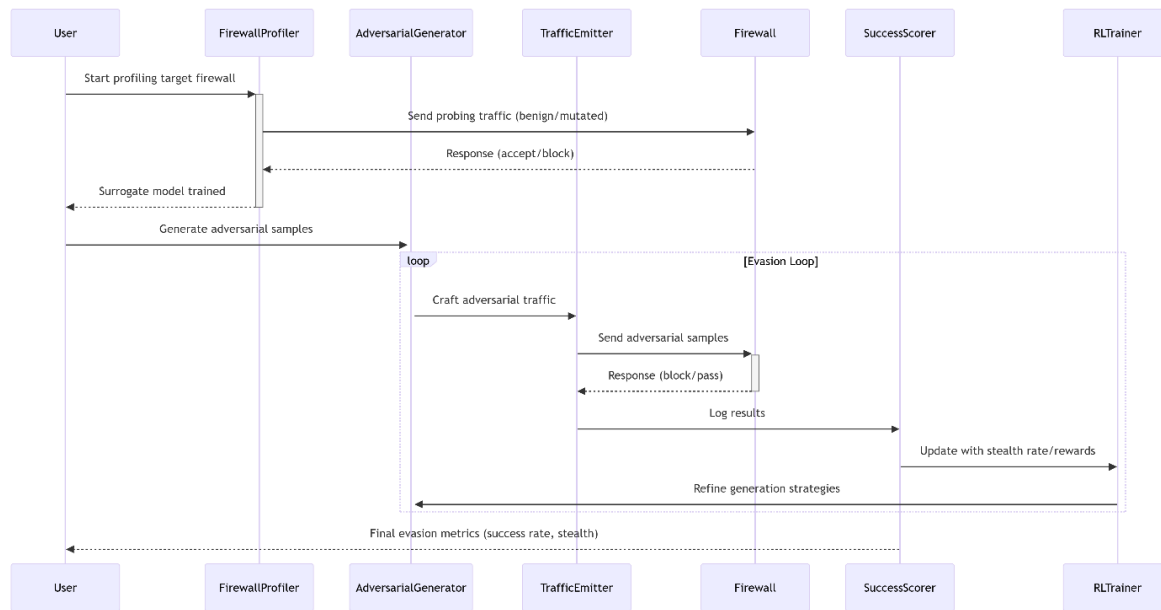 User
FirewallProfiler
AdversarialGenerator
TrafficEmitter
Firewall
SuccessScorer
RLTrainer
Start profiling target firewall
Send probing traffic (benign/mutated)
Response (accept/block)
Surrogate model trained
Generate adversarial samples
loop
[Evasion Loop]
Craft adversarial traffic
Send adversarial samples
Response (block/pass)
Log results
Update with stealth rate/rewards
Refine generation strategies
Final evasion metrics (success rate, stealth)
User
FirewallProfiler
AdversarialGenerator
TrafficEmitter
Firewall
SuccessScorer
RLTrainer